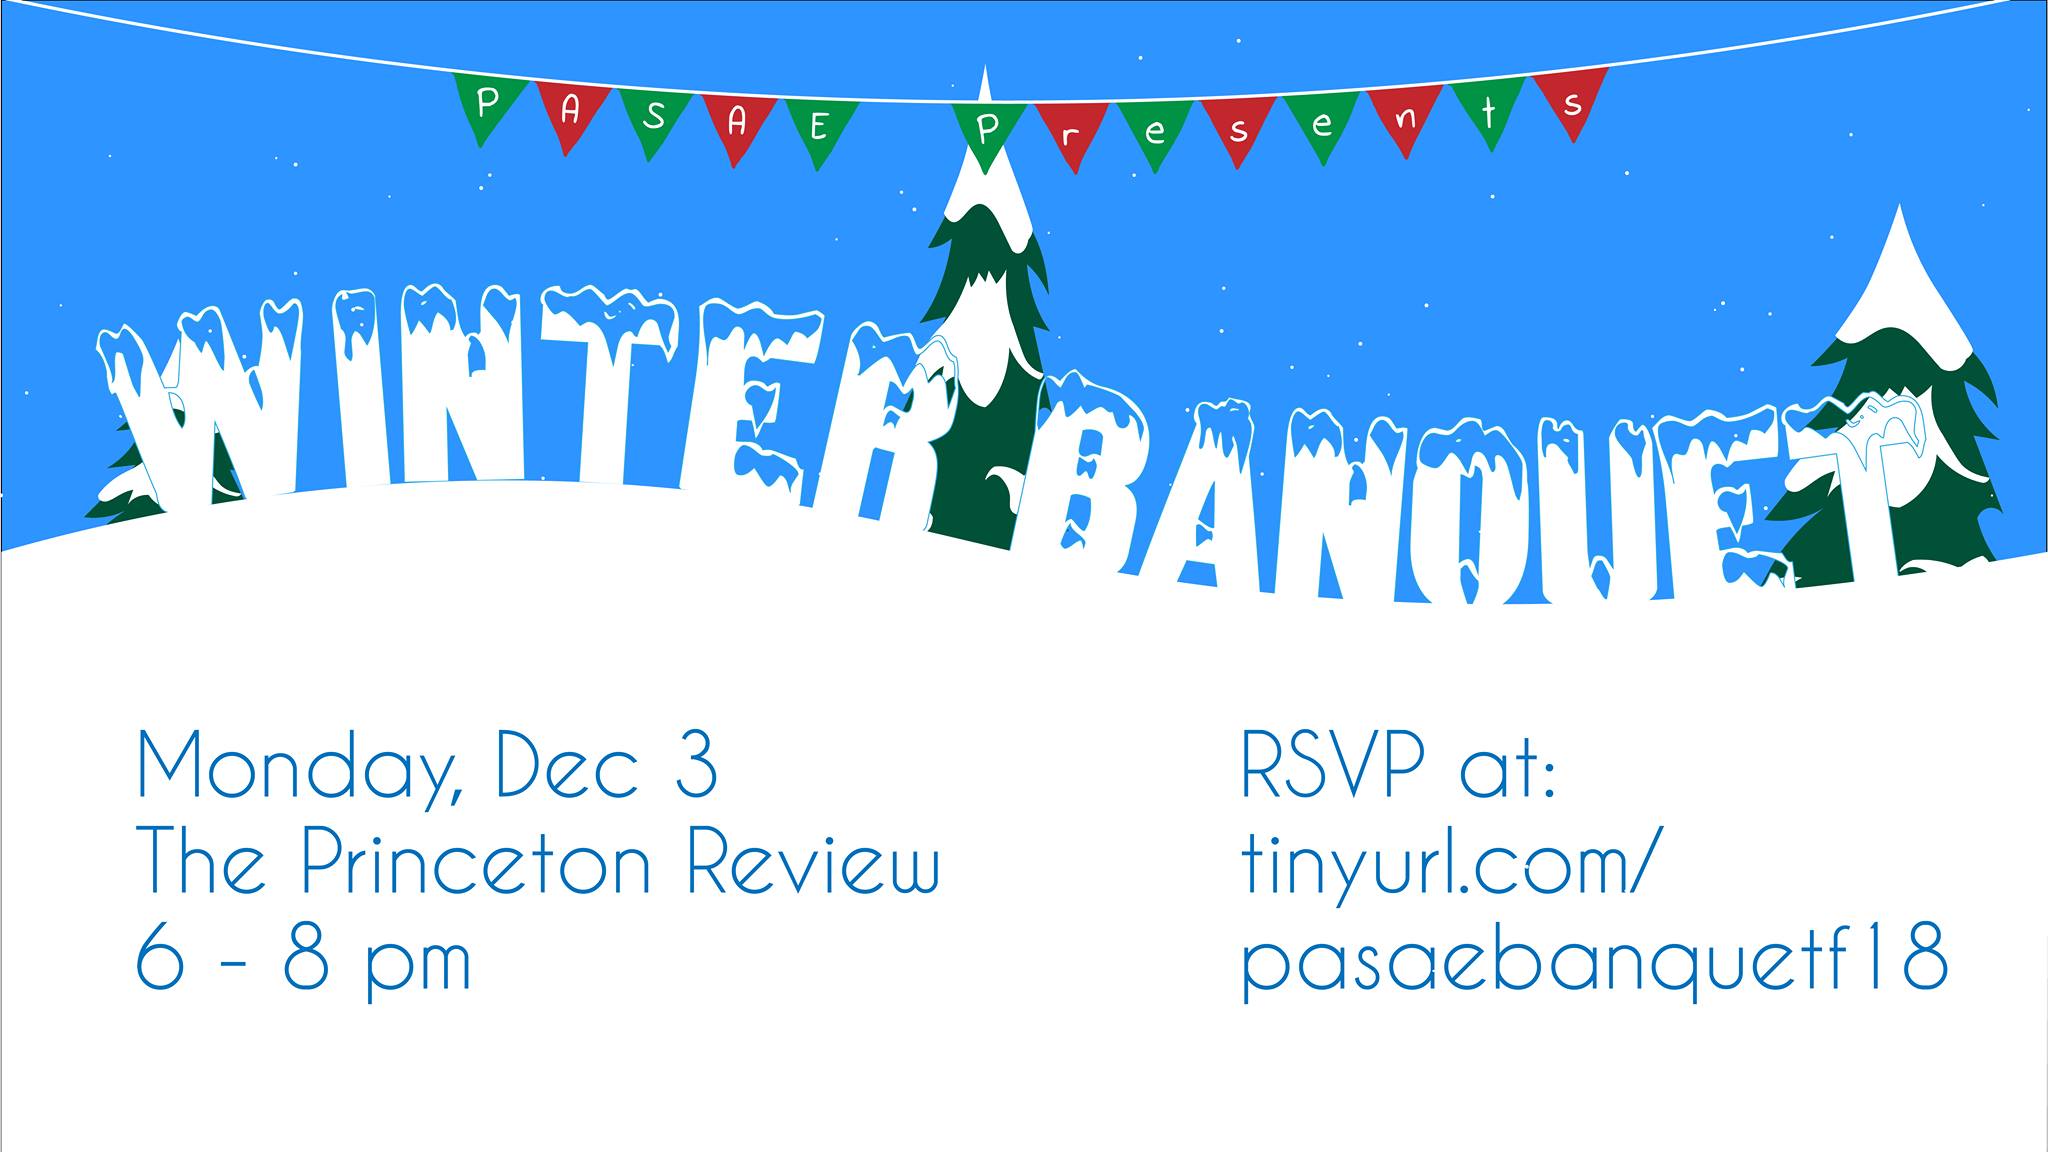 PASAE Presents
WINTER BANQUET
Monday, Dec 3
The Princeton Review
6 - 8 pm
RSVP at:
tinyurl.com/
pasaebanquetf18